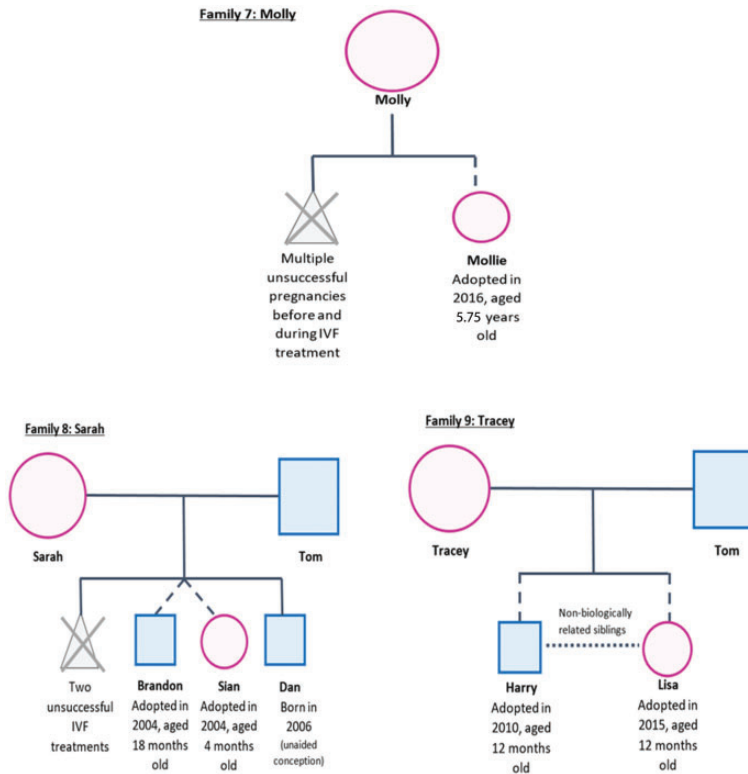 Family 7: Molly
Molly
Multiple
unsuccessful
pregnancies
before and
during IVF
treatment
Mollie
Adopted in
2016, aged
5.75 years
old
Family 8: Sarah
Sarah
Tom
Two
unsuccessful
IVF
treatments
Brandon
Adopted in
2004, aged
18 months
old
Sian
Adopted in
2004, aged
4 months
old
Dan
Born in
2006
(unaided
conception)
Family 9: Tracey
Tracey
Tom
Non-biologically
related siblings
Harry
Adopted in
2010, aged
12 months
old
Lisa
Adopted in
2015, aged
12 months
old